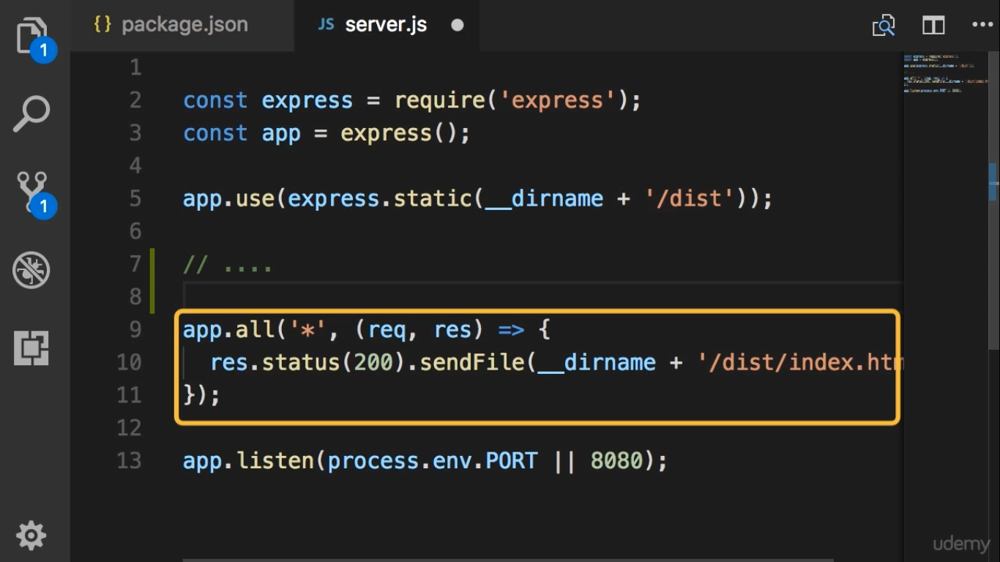 {} package.json
JS server.js
1
1
1
2 const express = require('express');
3 const app = express();
4
5 app.use(express.static(__dirname + '/dist'));
6
7 // ....
8
9 app.all('*', (req, res) => {
10 res.status(200).sendFile(__dirname + '/dist/index.htm
11 });
12
13 app.listen(process.env.PORT || 8080);
udemy